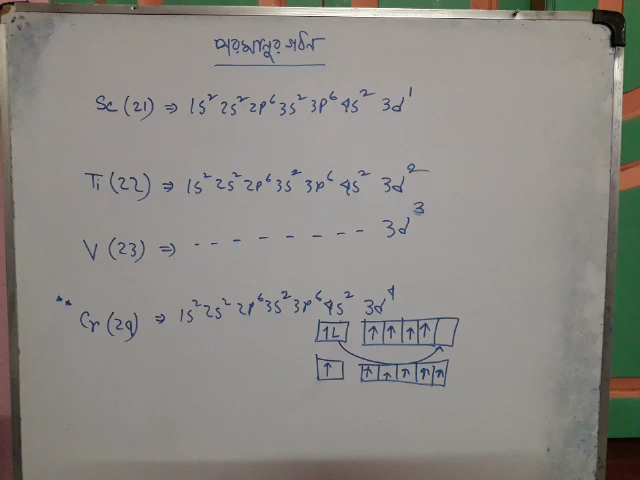 পরমানুর গঠন
Sc (21) ⇒ 1s² 2s² 2p⁶ 3s² 3p⁶ 4s² 3d¹
Ti (22) ⇒ 1s² 2s² 2p⁶ 3s² 3p⁶ 4s² 3d²
V (23) ⇒ - - - - - - - - 3d³
** Cr (24) ⇒ 1s² 2s² 2p⁶ 3s² 3p⁶ 4s² 3d⁴
↑↓ ↑ ↑ ↑ ↑
↑ ↑ ↑ ↑ ↑ ↑